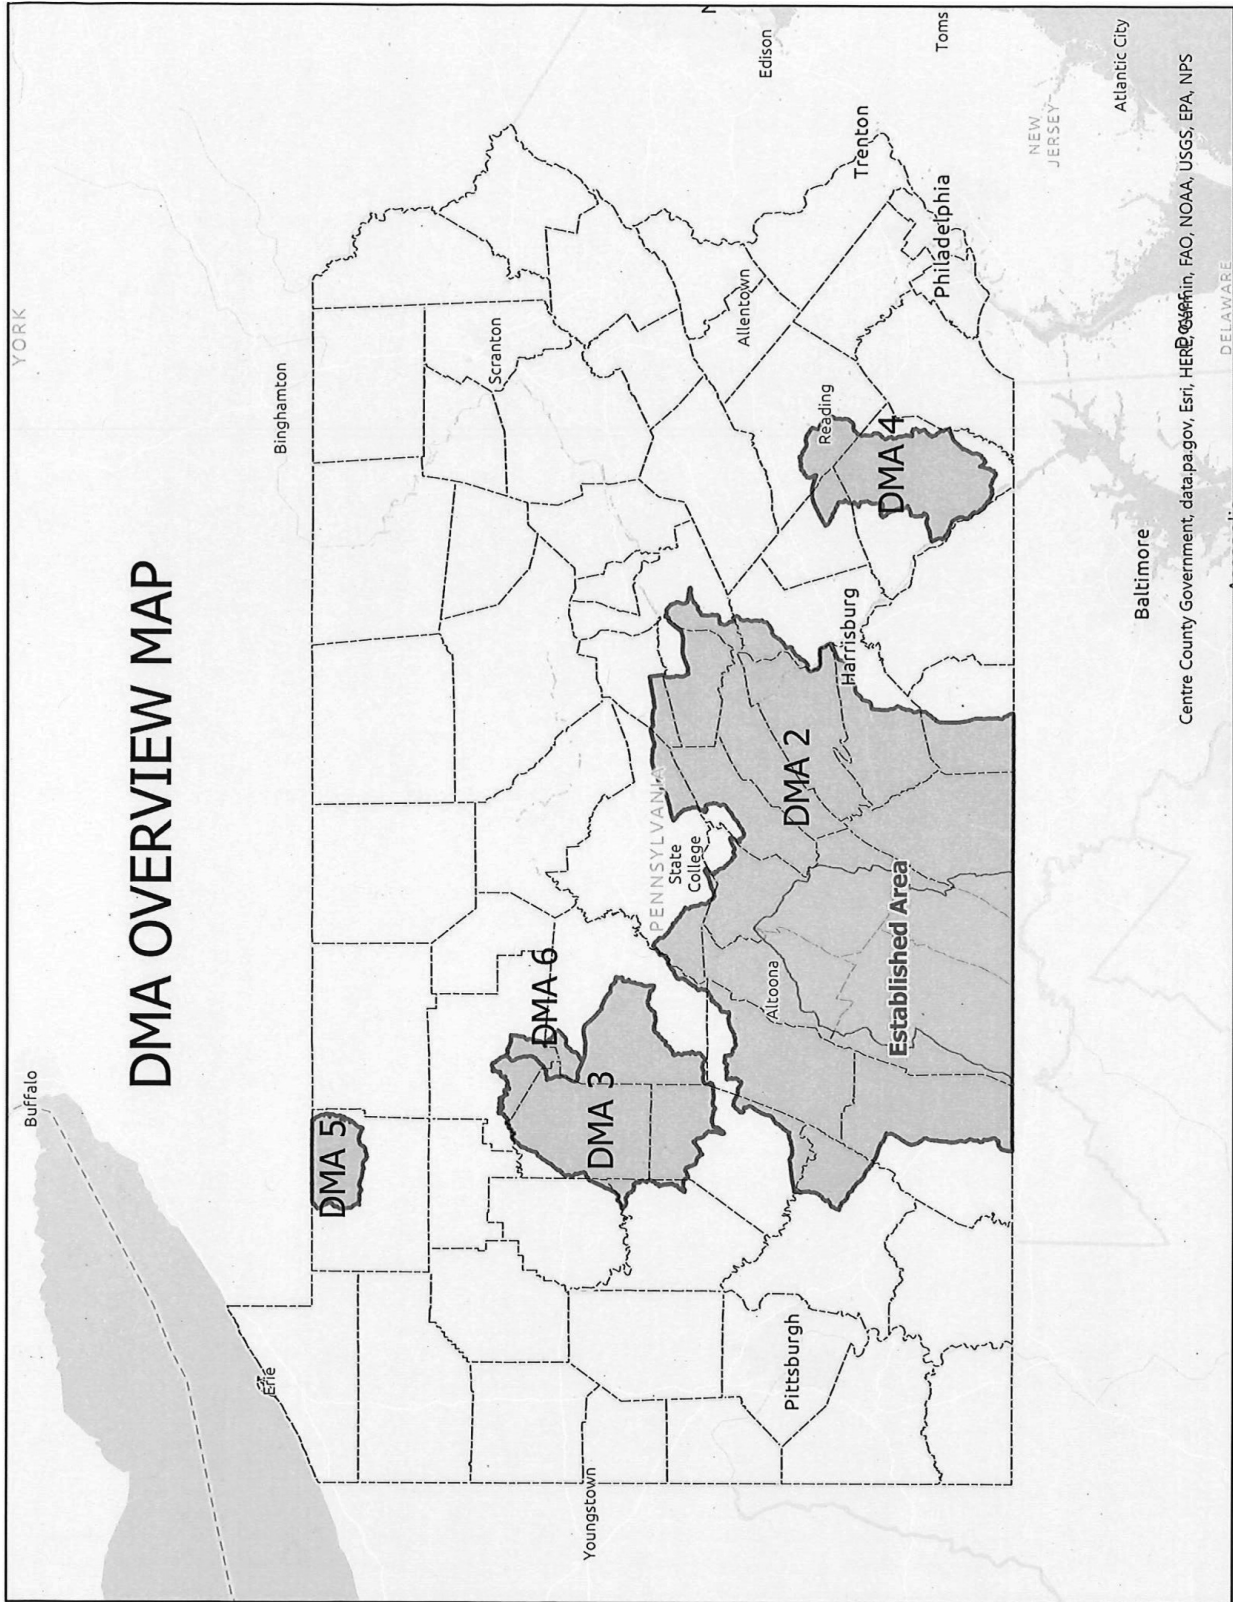 DMA OVERVIEW MAP
Buffalo
YORK
Binghamton
Erie
DMA 5
Scranton
DMA 6
Youngstown
DMA 3
PENNSYLVANIA
State
College
Allentown
Edison
Altoona
DMA 2
Reading
Pittsburgh
Harrisburg
Trenton
Established Area
DMA 4
Philadelphia
Toms
NEW
JERSEY
Baltimore
Atlantic City
Dover
Centre County Government, data.pa.gov, Esri, HERE, Garmin, FAO, NOAA, USGS, EPA, NPS
DELAWARE